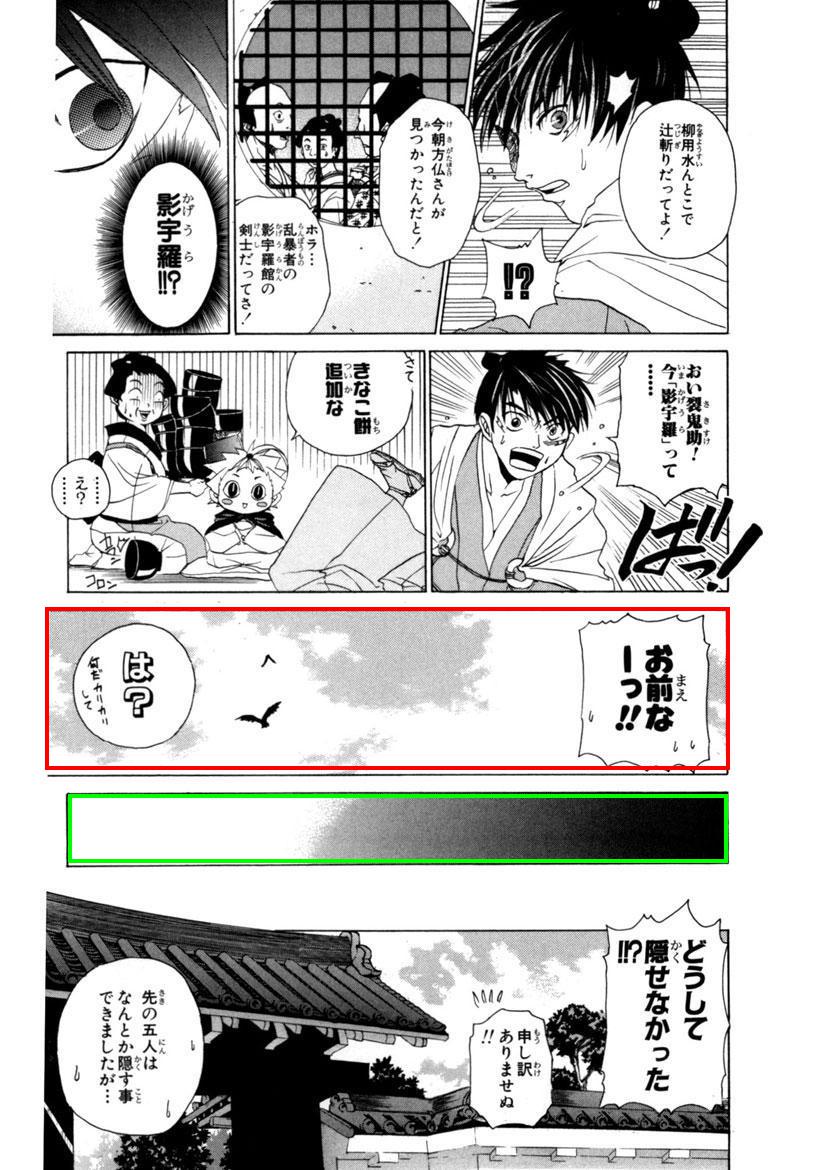 柳用水んとこで
辻斬りだってよ!
!?
今朝方仏さんが
見つかったんだと!
ホラ…
乱暴者の
影宇羅館の
剣士だってさ!
影宇羅!!?
おい裂鬼助!
今「影宇羅」って
……
ばっ!
さて
きなこ餅
追加な
……
え?
……
コロン
お前な
ーっ!!
は?
何だカリカリ
して
どうして
隠せなかった
!!?
申し訳
ありませぬ
!!
先の五人は
なんとか隠す事
できましたが…